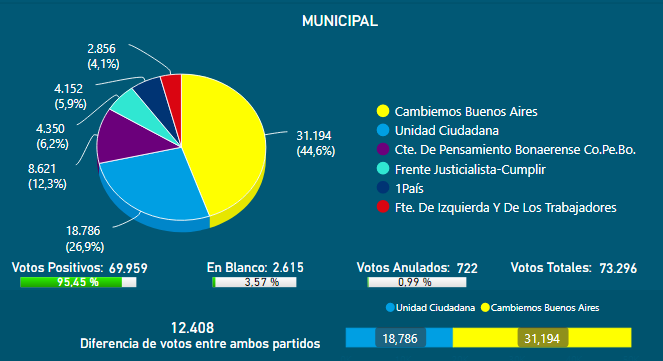 MUNICIPAL
2.856
(4,1%)
4.152
(5,9%)
4.350
(6,2%)
8.621
(12,3%)
18.786
(26,9%)
31.194
(44,6%)
Cambiemos Buenos Aires
Unidad Ciudadana
Cte. De Pensamiento Bonaerense Co.Pe.Bo.
Frente Justicialista-Cumplir
1País
Fte. De Izquierda Y De Los Trabajadores
Votos Positivos: 69.959
95,45 %
En Blanco: 2.615
3,57 %
Votos Anulados: 722
0,99 %
Votos Totales: 73.296
Unidad Ciudadana Cambiemos Buenos Aires
12.408
Diferencia de votos entre ambos partidos
18,786 31,194